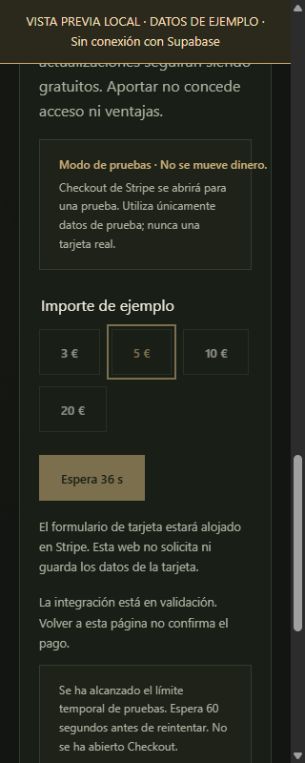 VISTA PREVIA LOCAL · DATOS DE EJEMPLO ·
Sin conexión con Supabase
actualizaciones seguirán siendo
gratuitos. Aportar no concede
acceso ni ventajas.
Modo de pruebas · No se mueve dinero.
Checkout de Stripe se abrirá para
una prueba. Utiliza únicamente
datos de prueba; nunca una
tarjeta real.
Importe de ejemplo
3 €
5 €
10 €
20 €
Espera 36 s
El formulario de tarjeta estará alojado
en Stripe. Esta web no solicita ni
guarda los datos de la tarjeta.
La integración está en validación.
Volver a esta página no confirma el
pago.
Se ha alcanzado el límite
temporal de pruebas. Espera 60
segundos antes de reintentar. No
se ha abierto Checkout.